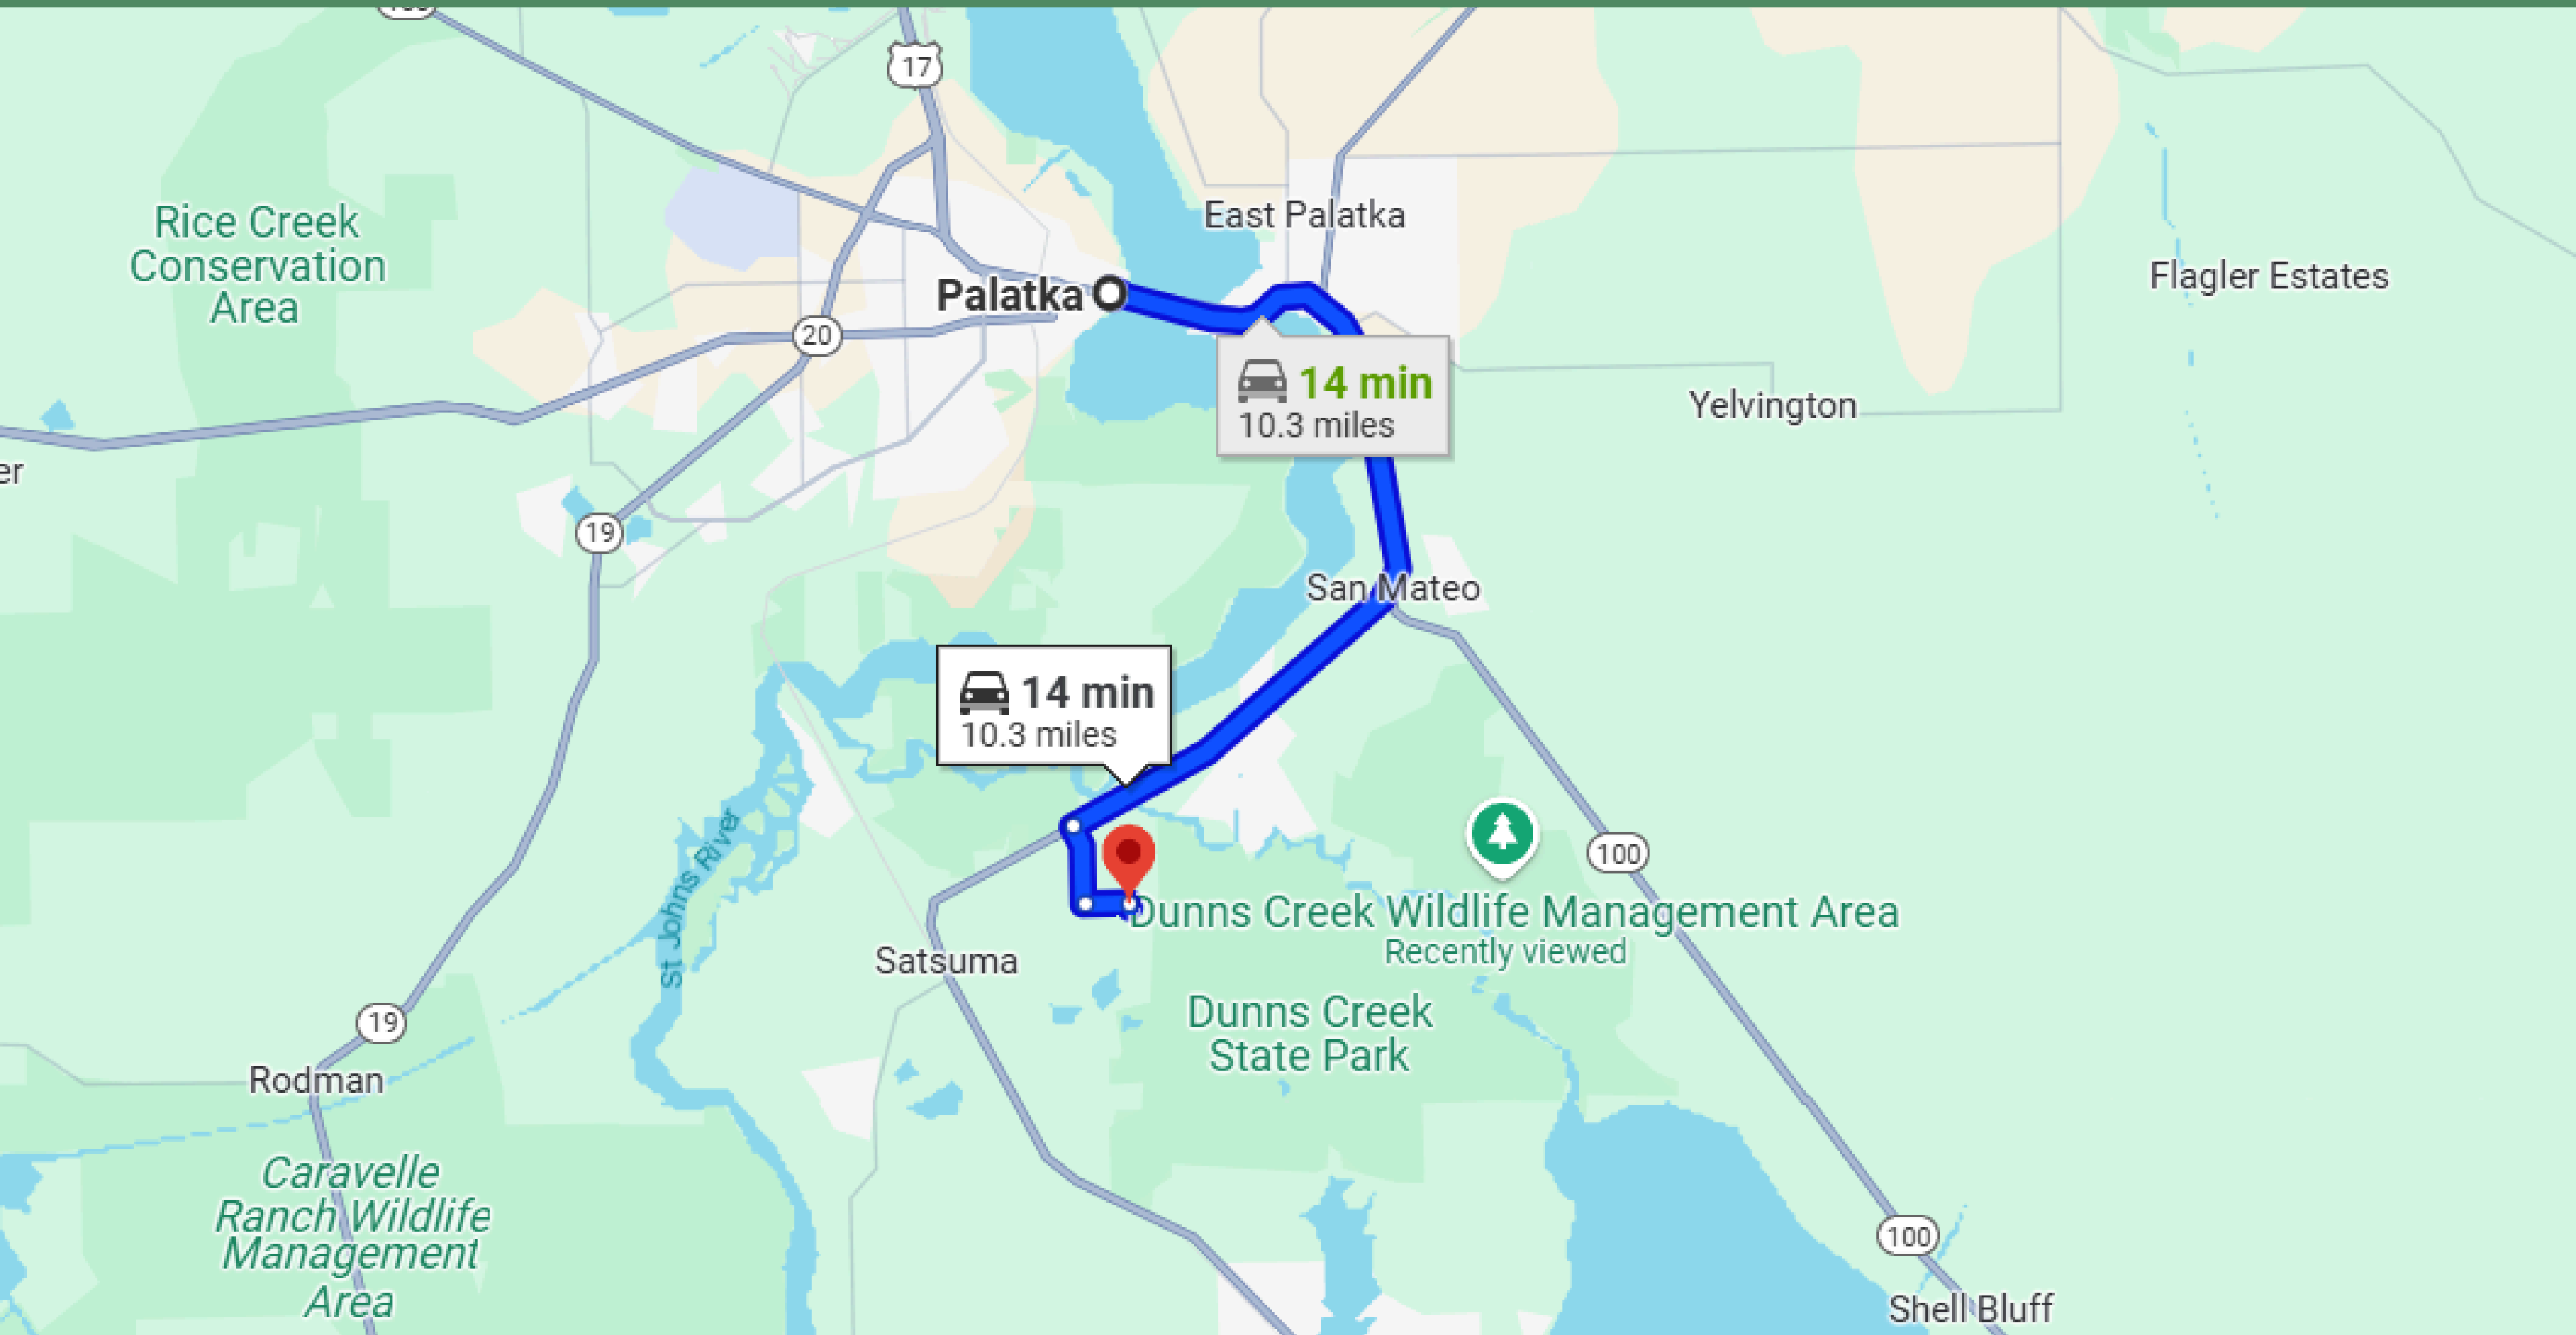 17
East Palatka
Rice Creek
Conservation
Area
Flagler Estates
Palatka
20
14 min
10.3 miles
Yelvington
er
19
San Mateo
14 min
10.3 miles
St Johns River
100
Dunns Creek Wildlife Management Area
Recently viewed
Satsuma
Dunns Creek
State Park
19
Rodman
Caravelle
Ranch Wildlife
Management
Area
100
Shell Bluff